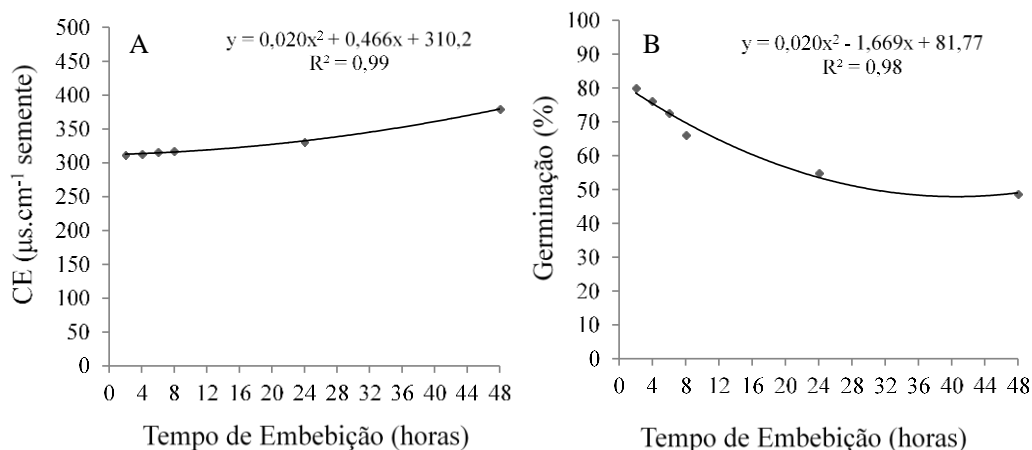 A
y = 0,020x² + 0,466x + 310,2
R² = 0,99
500
450
400
350
300
250
200
150
100
50
0
0 4 8 12 16 20 24 28 32 36 40 44 48
CE (µs.cm⁻¹ semente)
Tempo de Embebição (horas)
B
y = 0,020x² - 1,669x + 81,77
R² = 0,98
100
90
80
70
60
50
40
30
20
10
0
0 4 8 12 16 20 24 28 32 36 40 44 48
Germinação (%)
Tempo de Embebição (horas)